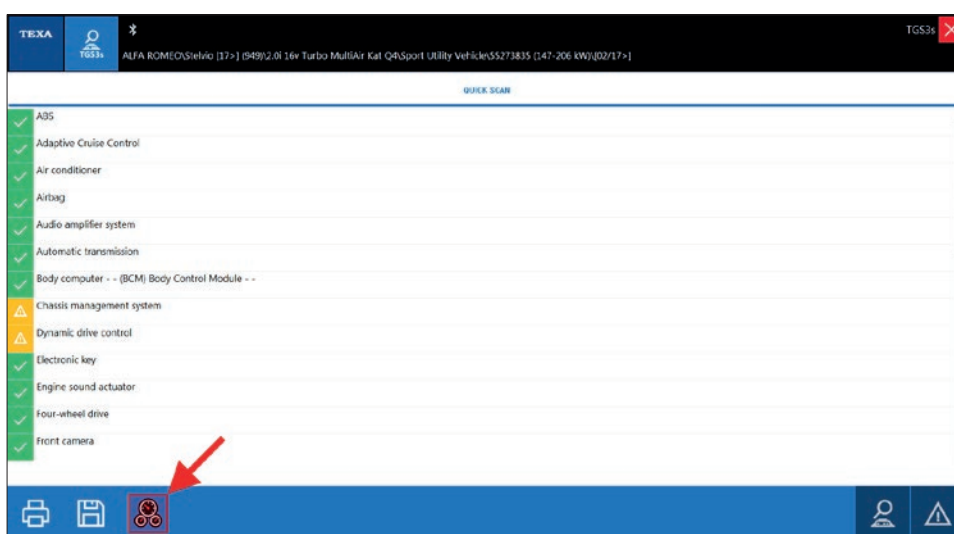 TEXA
TGS3s
TGS3s
ALFA ROMEO\Stelvio [17>] (949)\2.0i 16v Turbo MultiAir Kat Q4\Sport Utility Vehicle\55273835 (147-206 kW)\[02/17>]
QUICK SCAN
ABS
Adaptive Cruise Control
Air conditioner
Airbag
Audio amplifier system
Automatic transmission
Body computer - - (BCM) Body Control Module - -
Chassis management system
Dynamic drive control
Electronic key
Engine sound actuator
Four-wheel drive
Front camera